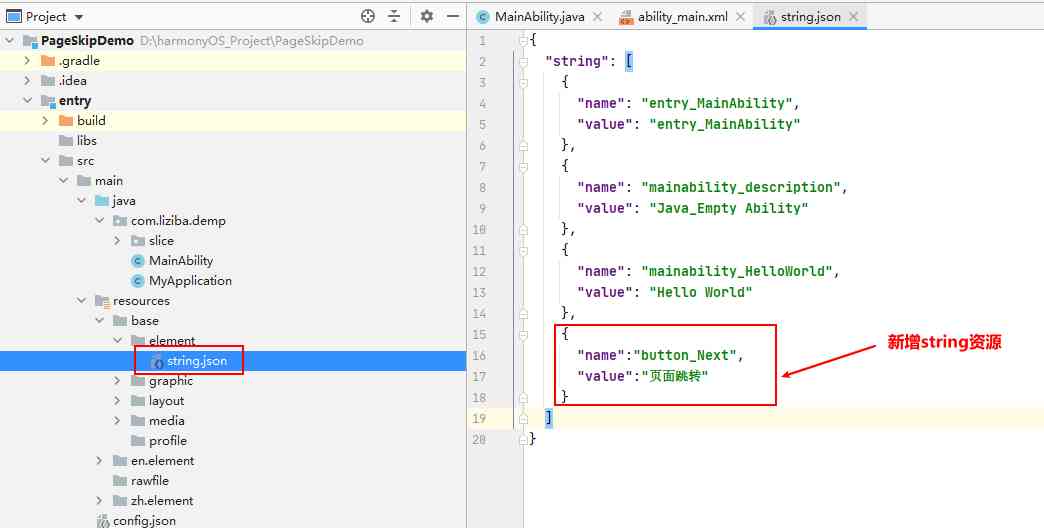 Project
PageSkipDemo D:\harmonyOS_Project\PageSkipDemo
.gradle
.idea
entry
build
libs
src
main
java
com.liziba.demp
slice
MainAbility
MyApplication
resources
base
element
string.json
graphic
layout
media
profile
en.element
rawfile
zh.element
config.json
MainAbility.java ability_main.xml string.json
1 {
2 "string": [
3 {
4 "name": "entry_MainAbility",
5 "value": "entry_MainAbility"
6 },
7 {
8 "name": "mainability_description",
9 "value": "Java_Empty Ability"
10 },
11 {
12 "name": "mainability_HelloWorld",
13 "value": "Hello World"
14 },
15 {
16 "name":"button_Next",
17 "value":"页面跳转"
18 }
19 ]
20 }
新增string资源